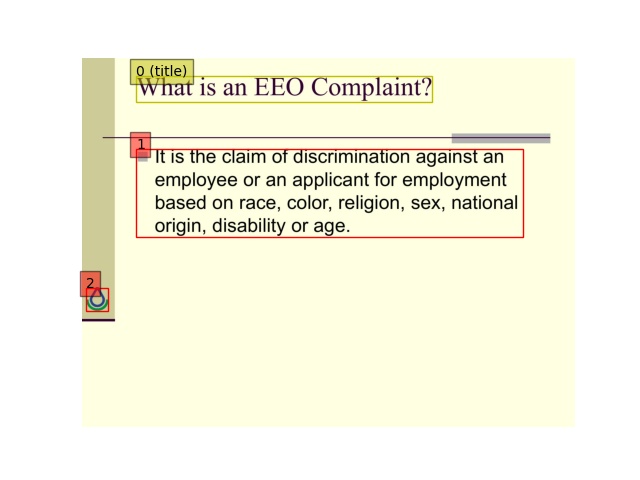 0 (title)
What is an EEO Complaint?
1
It is the claim of discrimination against an
employee or an applicant for employment
based on race, color, religion, sex, national
origin, disability or age.
2